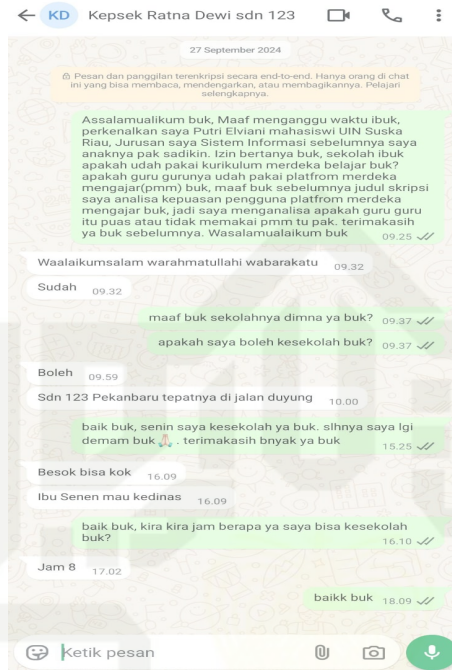 KD Kepsek Ratna Dewi sdn 123
27 September 2024
Pesan dan panggilan terenkripsi secara end-to-end. Hanya orang di chat
ini yang bisa membaca, mendengarkan, atau membagikannya. Pelajari
selengkapnya.
Assalamualikum buk, Maaf menganggu waktu ibuk,
perkenalkan saya Putri Elviani mahasiswi UIN Suska
Riau, Jurusan saya Sistem Informasi sebelumnya saya
anaknya pak sadikin. Izin bertanya buk, sekolah ibuk
apakah udah pakai kurikulum merdeka belajar buk?
apakah guru gurunya udah pakai platfrom merdeka
mengajar(pmm) buk, maaf buk sebelumnya judul skripsi
saya analisa kepuasan pengguna platfrom merdeka
mengajar buk, jadi saya menganalisa apakah guru guru
itu puas atau tidak memakai pmm tu pak. terimakasih
ya buk sebelumnya. Wasalamualaikum buk 09.25
Waalaikumsalam warahmatullahi wabarakatu 09.32
Sudah 09.32
maaf buk sekolahnya dimna ya buk? 09.37
apakah saya boleh kesekolah buk? 09.37
Boleh 09.59
Sdn 123 Pekanbaru tepatnya di jalan duyung 10.00
baik buk, senin saya kesekolah ya buk. slhnya saya lgi
demam buk🙏🏻 . terimakasih bnyak ya buk 15.25
Besok bisa kok 16.09
Ibu Senen mau kedinas 16.09
baik buk, kira kira jam berapa ya saya bisa kesekolah
buk? 16.10
Jam 8 17.02
baikk buk 18.09
Ketik pesan